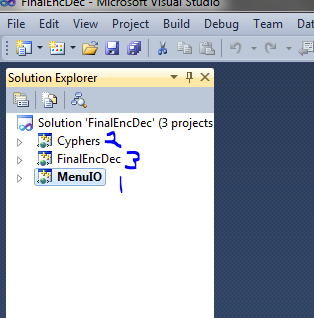 FinalEncDec - Microsoft Visual Studio
File Edit View Project Build Debug Team
Solution Explorer
Solution 'FinalEncDec' (3 projects
Cyphers 2
FinalEncDec 3
MenuIO
1